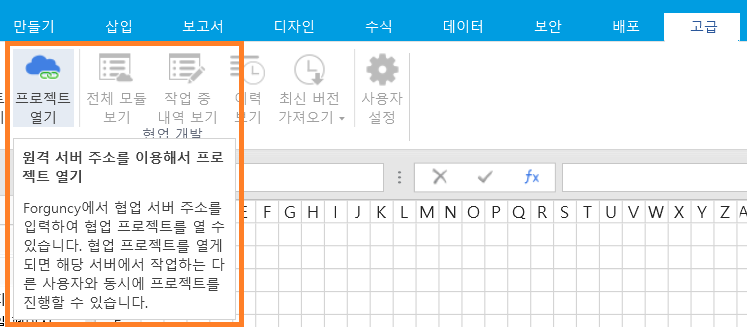 만들기 삽입 보고서 디자인 수식 데이터 보안 배포 고급
프로젝트 전체 모듈 작업 중 이력 최신 버전 사용자
열기 보기 내역 보기 보기 가져오기 설정
협업 개발
원격 서버 주소를 이용해서 프로
젝트 열기
fx
Forguncy에서 협업 서버 주소를
입력하여 협업 프로젝트를 열 수
있습니다. 협업 프로젝트를 열게
되면 해당 서버에서 작업하는 다
른 사용자와 동시에 프로젝트를
진행할 수 있습니다.
E F G H I J K L M N O P Q R S T U V W X Y Z